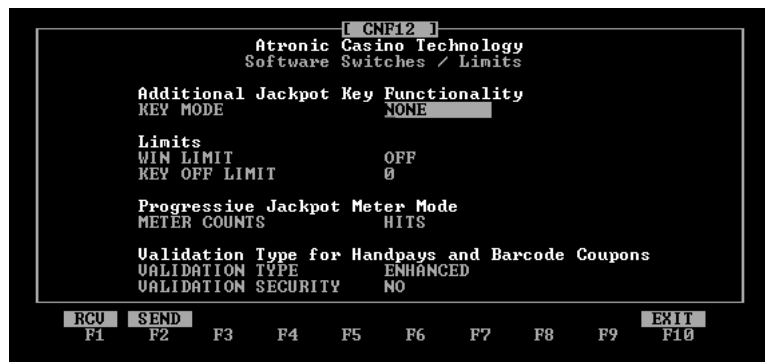 [ CNF12 ]
Atronic Casino Technology
Software Switches / Limits
Additional Jackpot Key Functionality
KEY MODE NONE
Limits
WIN LIMIT OFF
KEY OFF LIMIT 0
Progressive Jackpot Meter Mode
METER COUNTS HITS
Validation Type for Handpays and Barcode Coupons
VALIDATION TYPE ENHANCED
VALIDATION SECURITY NO
RCV SEND EXIT
F1 F2 F3 F4 F5 F6 F7 F8 F9 F10